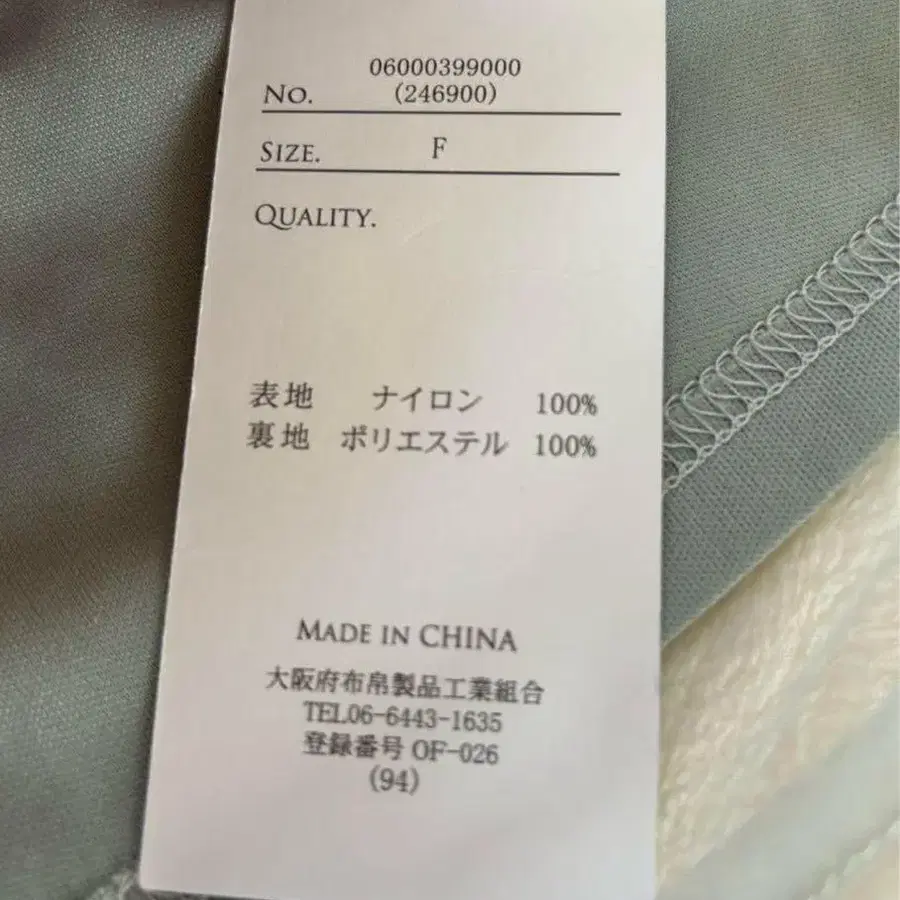 06000399000
No. (246900)
SIZE. F
QUALITY.
表地 ナイロン 100%
裏地 ポリエステル 100%
MADE IN CHINA
大阪府布帛製品工業組合
TEL06-6443-1635
登録番号 OF-026
(94)